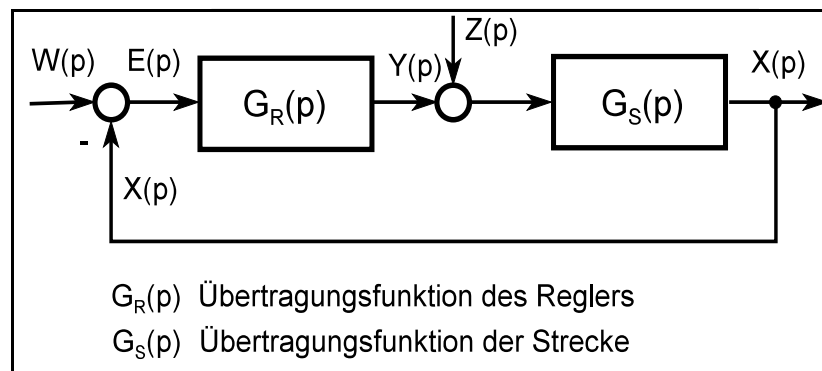 Z(p)
W(p) E(p) Y(p) X(p)
G_R(p) G_S(p)
-
X(p)
G_R(p) Übertragungsfunktion des Reglers
G_S(p) Übertragungsfunktion der Strecke